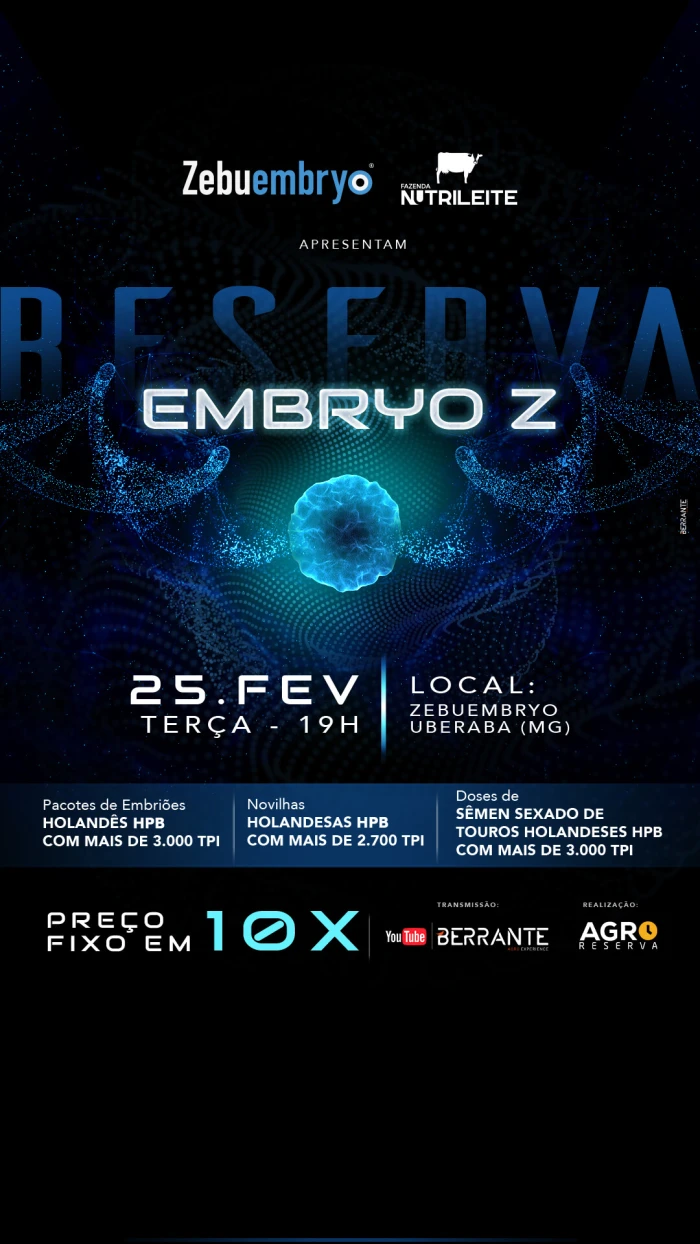 Zebuembryo®
FAZENDA
NUTRILEITE
APRESENTAM
RESERVA
EMBRYO Z
BERRANTE
25.FEV
TERÇA - 19H
LOCAL:
ZEBUEMBRYO
UBERABA (MG)
Pacotes de Embriões
HOLANDÊS HPB
COM MAIS DE 3.000 TPI
Novilhas
HOLANDESAS HPB
COM MAIS DE 2.700 TPI
Doses de
SÊMEN SEXADO DE
TOUROS HOLANDESES HPB
COM MAIS DE 3.000 TPI
PREÇO
FIXO EM
10X
TRANSMISSÃO:
YouTube
BERRANTE
AGRO EXPERIENCE
REALIZAÇÃO:
AGRO
RESERVA